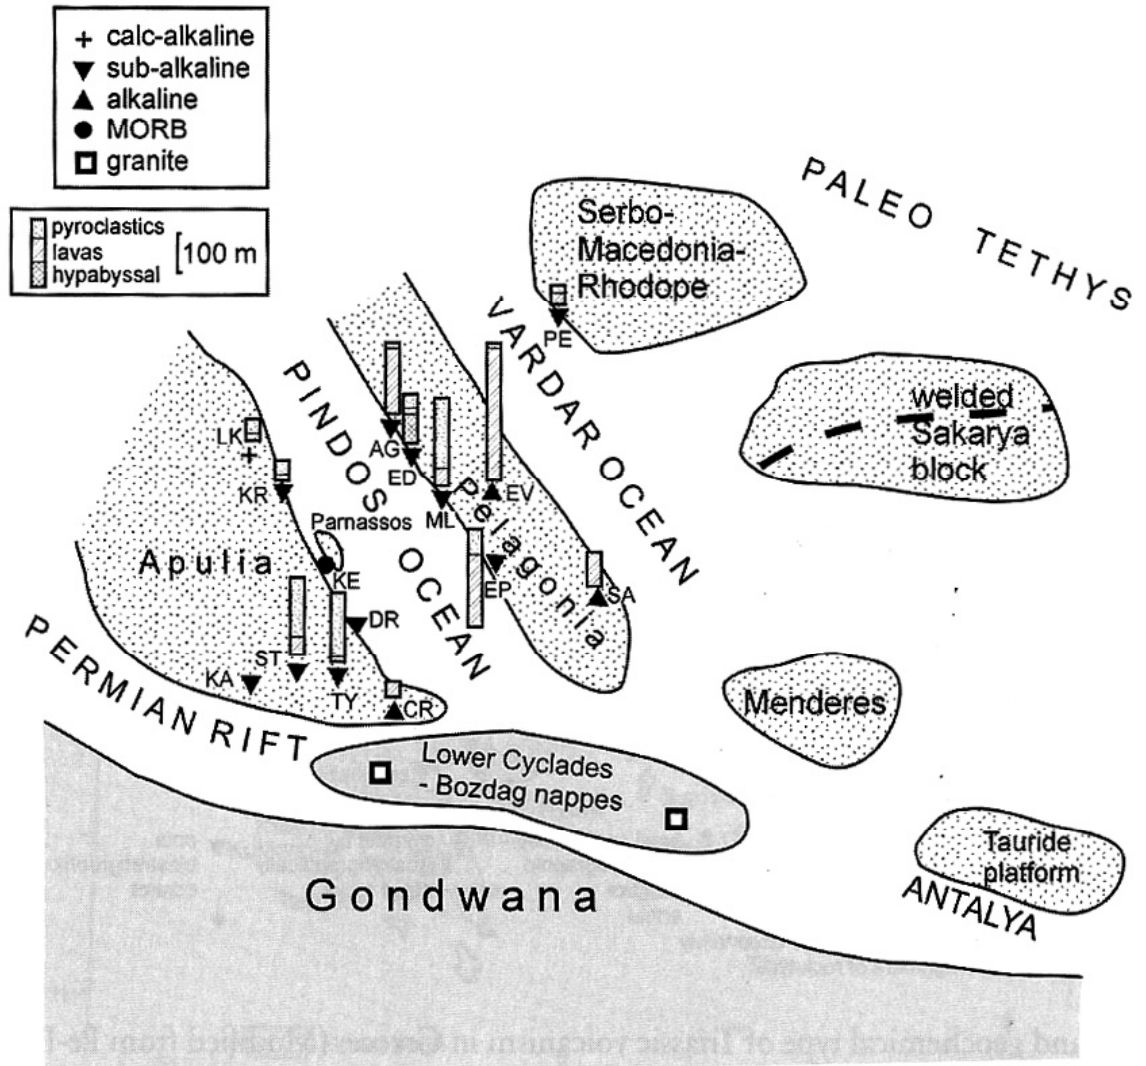 calc-alkaline
sub-alkaline
alkaline
MORB
granite
pyroclastics
lavas
hypabyssal
100 m
PALEO TETHYS
Serbo-
Macedonia-
Rhodope
PE
VARDAR OCEAN
welded
Sakarya
block
PINDOS OCEAN
LK
KR
AG
ED
ML
EV
Pelagonia
EP
SA
Parnassos
KE
Apulia
DR
ST
KA
TY
CR
PERMIAN RIFT
Menderes
Lower Cyclades
- Bozdag nappes
Tauride
platform
ANTALYA
Gondwana